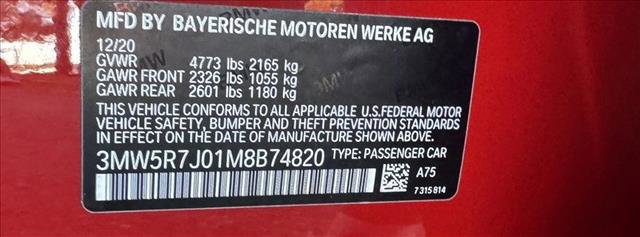 MFD BY BAYERISCHE MOTOREN WERKE AG
12/20
GVWR 4773 lbs 2165 kg
GAWR FRONT 2326 lbs 1055 kg
GAWR REAR 2601 lbs 1180 kg
THIS VEHICLE CONFORMS TO ALL APPLICABLE U.S.FEDERAL MOTOR
VEHICLE SAFETY, BUMPER AND THEFT PREVENTION STANDARDS
IN EFFECT ON THE DATE OF MANUFACTURE SHOWN ABOVE.
3MW5R7J01M8B74820 TYPE: PASSENGER CAR
A75
7315814